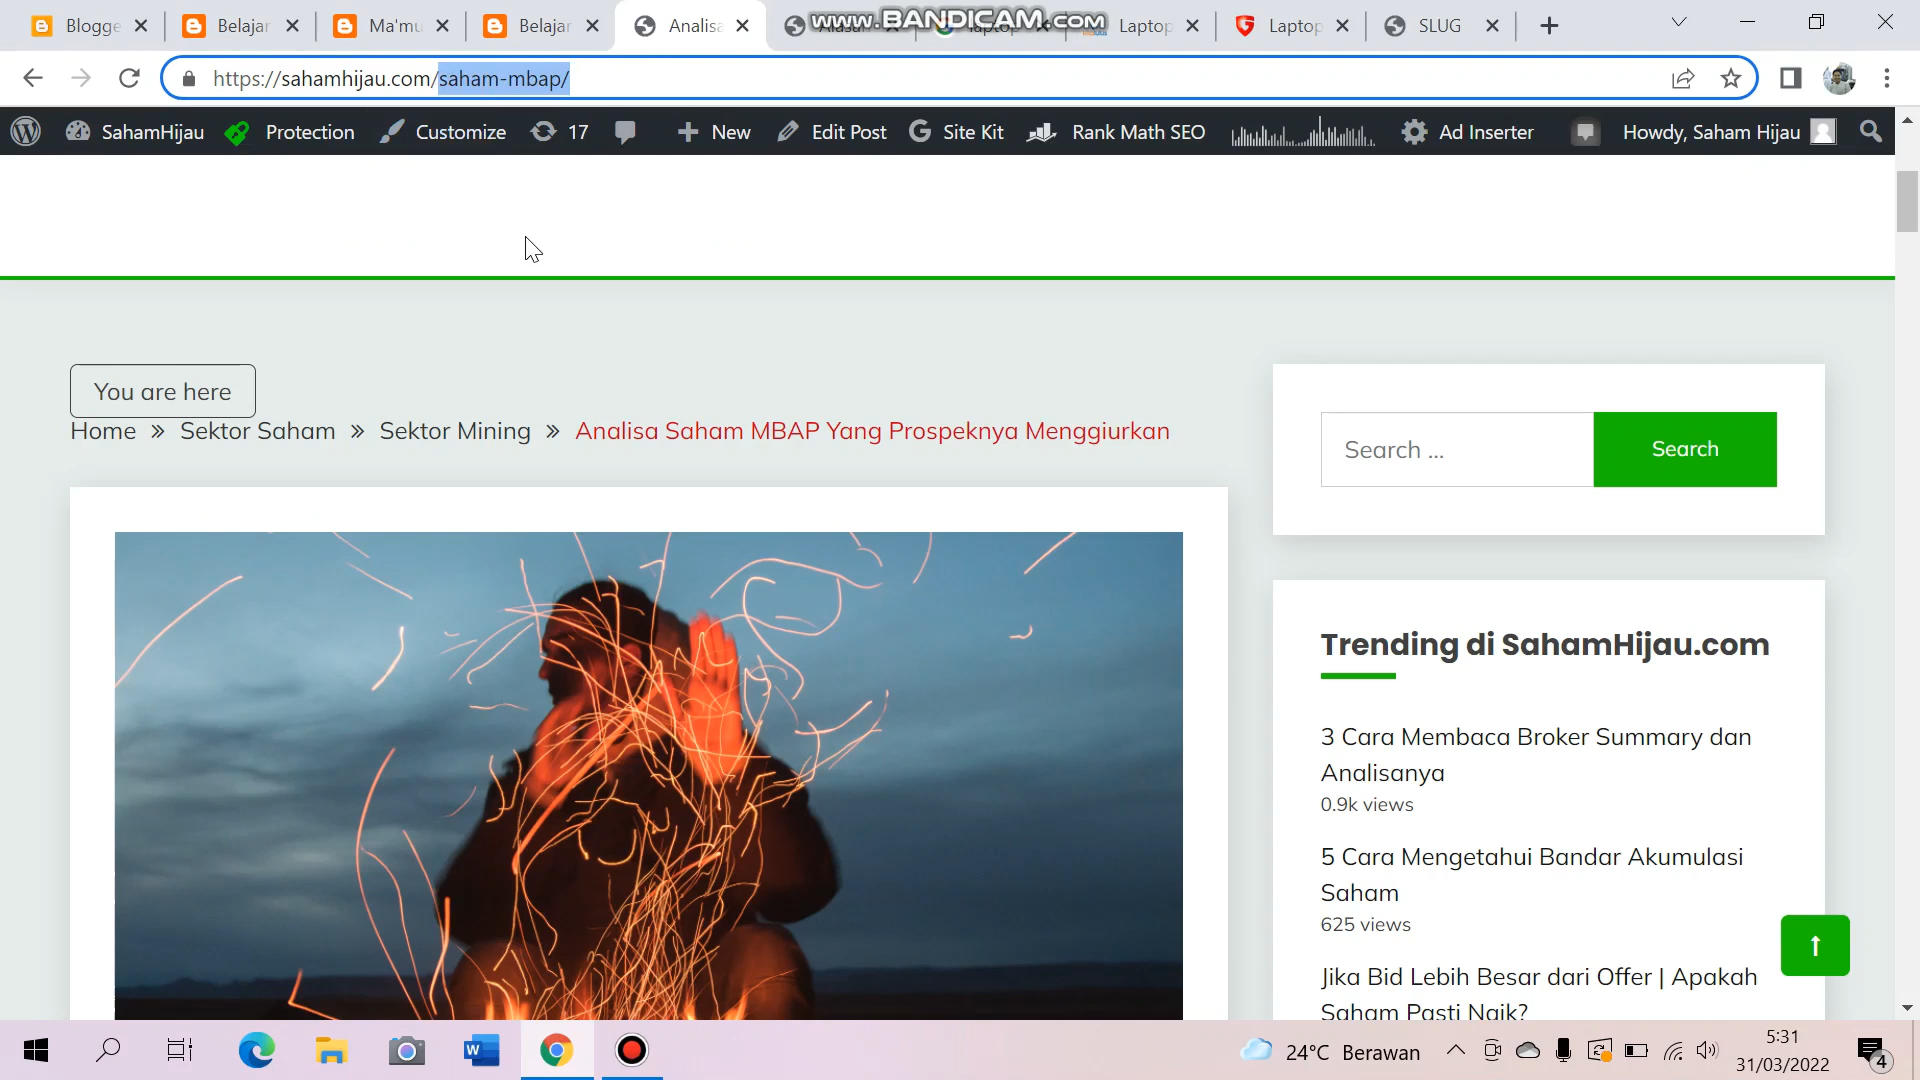 Blogge
Belajar
Ma'mu
Belajar
Analisa
www.BANDICAM.com
Laptop
Laptop
SLUG
https://sahamhijau.com/saham-mbap/
SahamHijau
Protection
Customize
17
New
Edit Post
Site Kit
Rank Math SEO
Ad Inserter
Howdy, Saham Hijau
You are here
Home » Sektor Saham » Sektor Mining » Analisa Saham MBAP Yang Prospeknya Menggiurkan
Search ...
Search
Trending di SahamHijau.com
3 Cara Membaca Broker Summary dan
Analisanya
0.9k views
5 Cara Mengetahui Bandar Akumulasi
Saham
625 views
Jika Bid Lebih Besar dari Offer | Apakah
Saham Pasti Naik?
24°C Berawan
5:31
31/03/2022
4